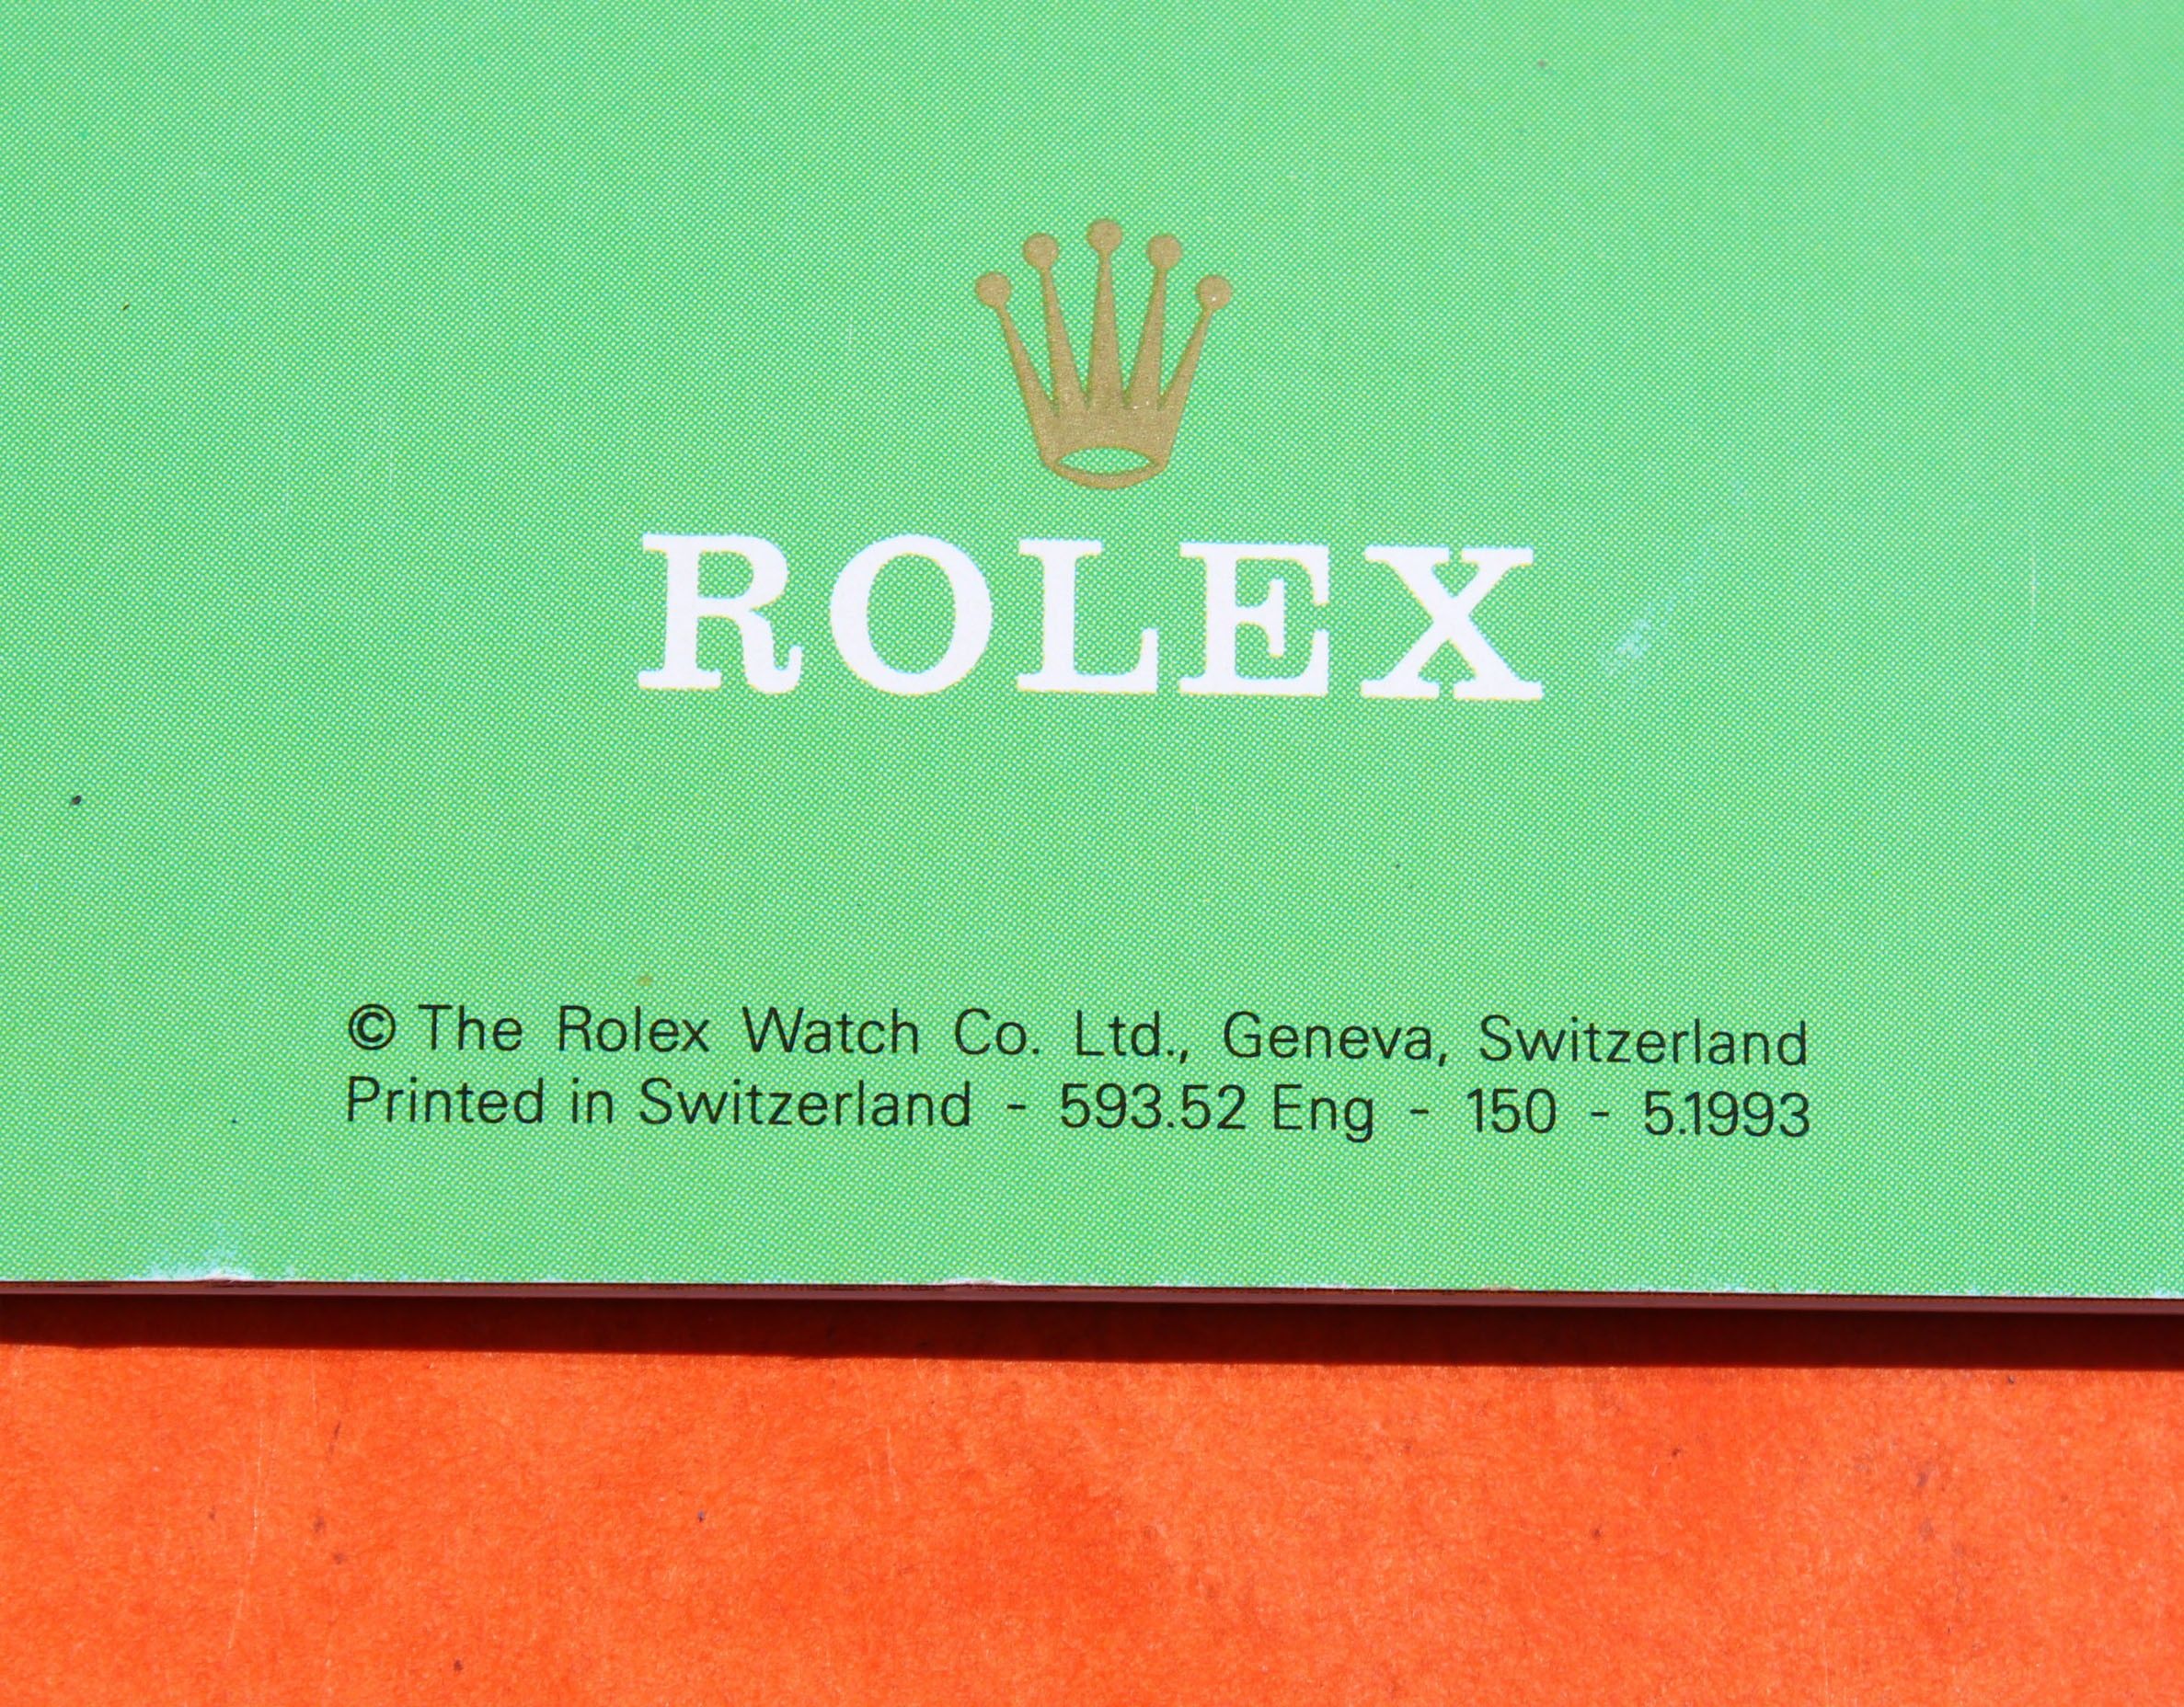 ROLEX
© The Rolex Watch Co. Ltd., Geneva, Switzerland
Printed in Switzerland - 593.52 Eng - 150 - 5.1993